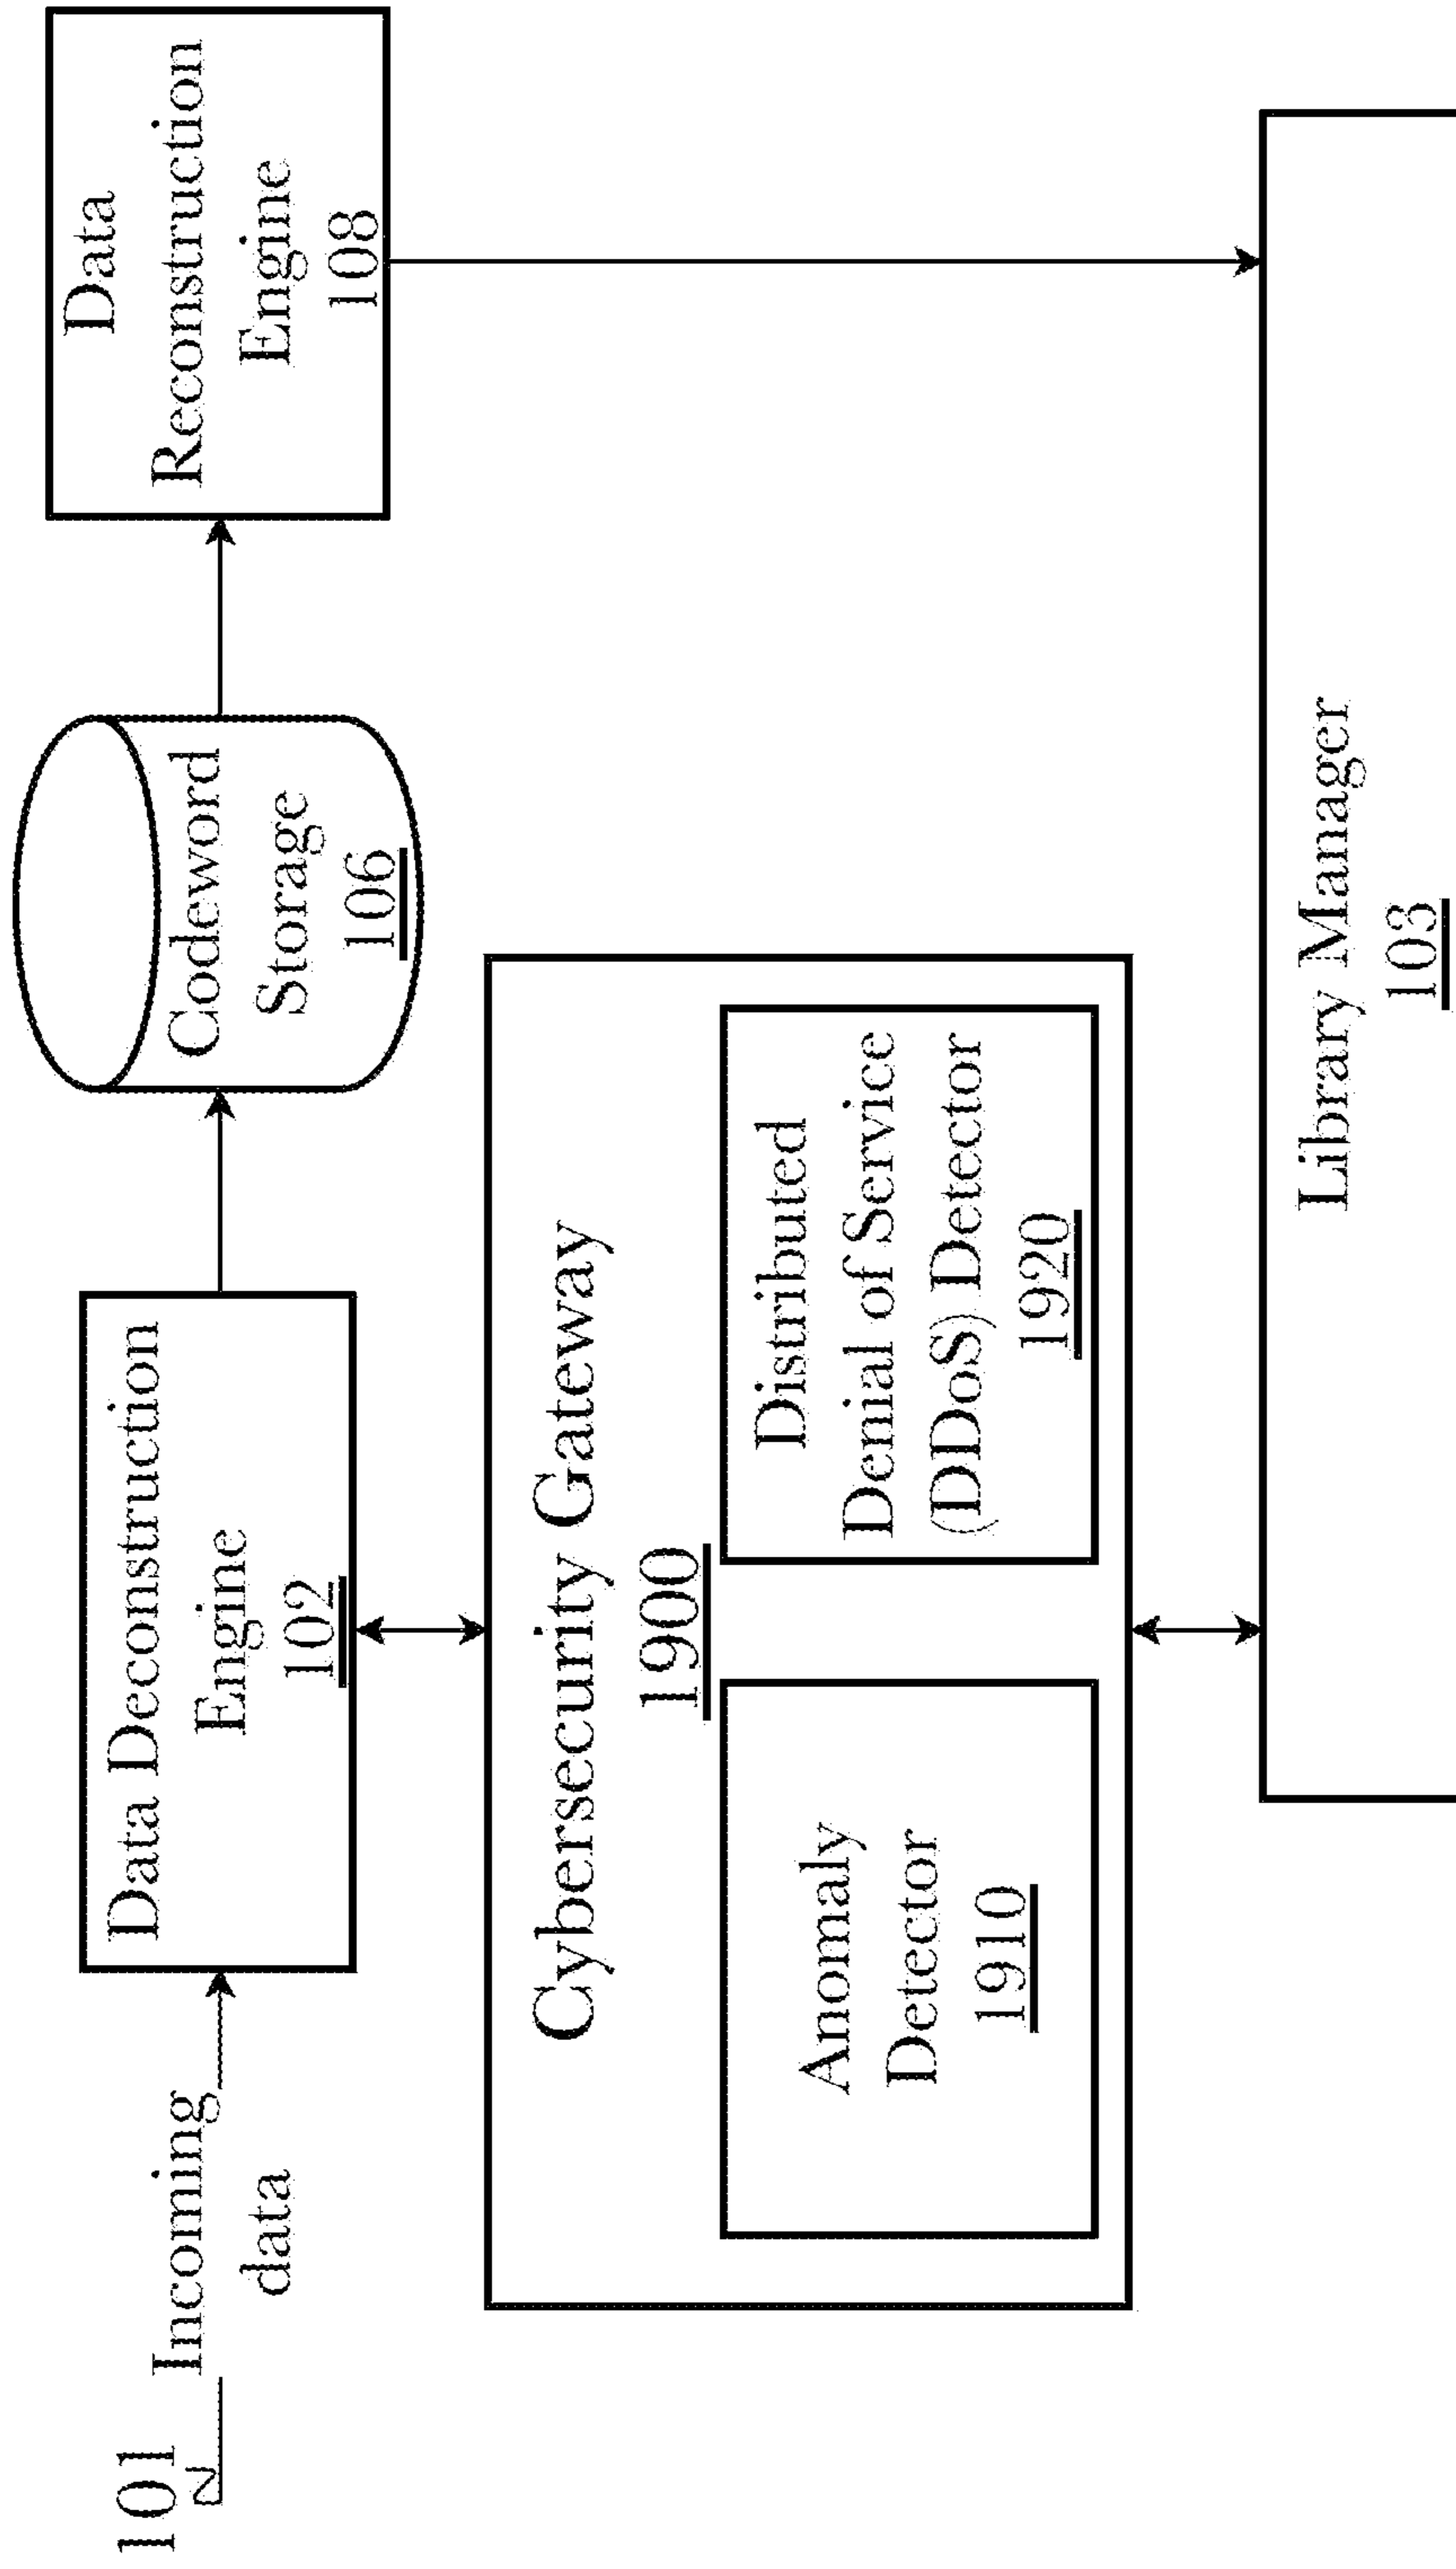 101
Incoming
data
Data Deconstruction
Engine
102
Codeword
Storage
106
Data
Reconstruction
Engine
108
Cybersecurity Gateway
1900
Anomaly
Detector
1910
Distributed
Denial of Service
(DDoS) Detector
1920
Library Manager
103